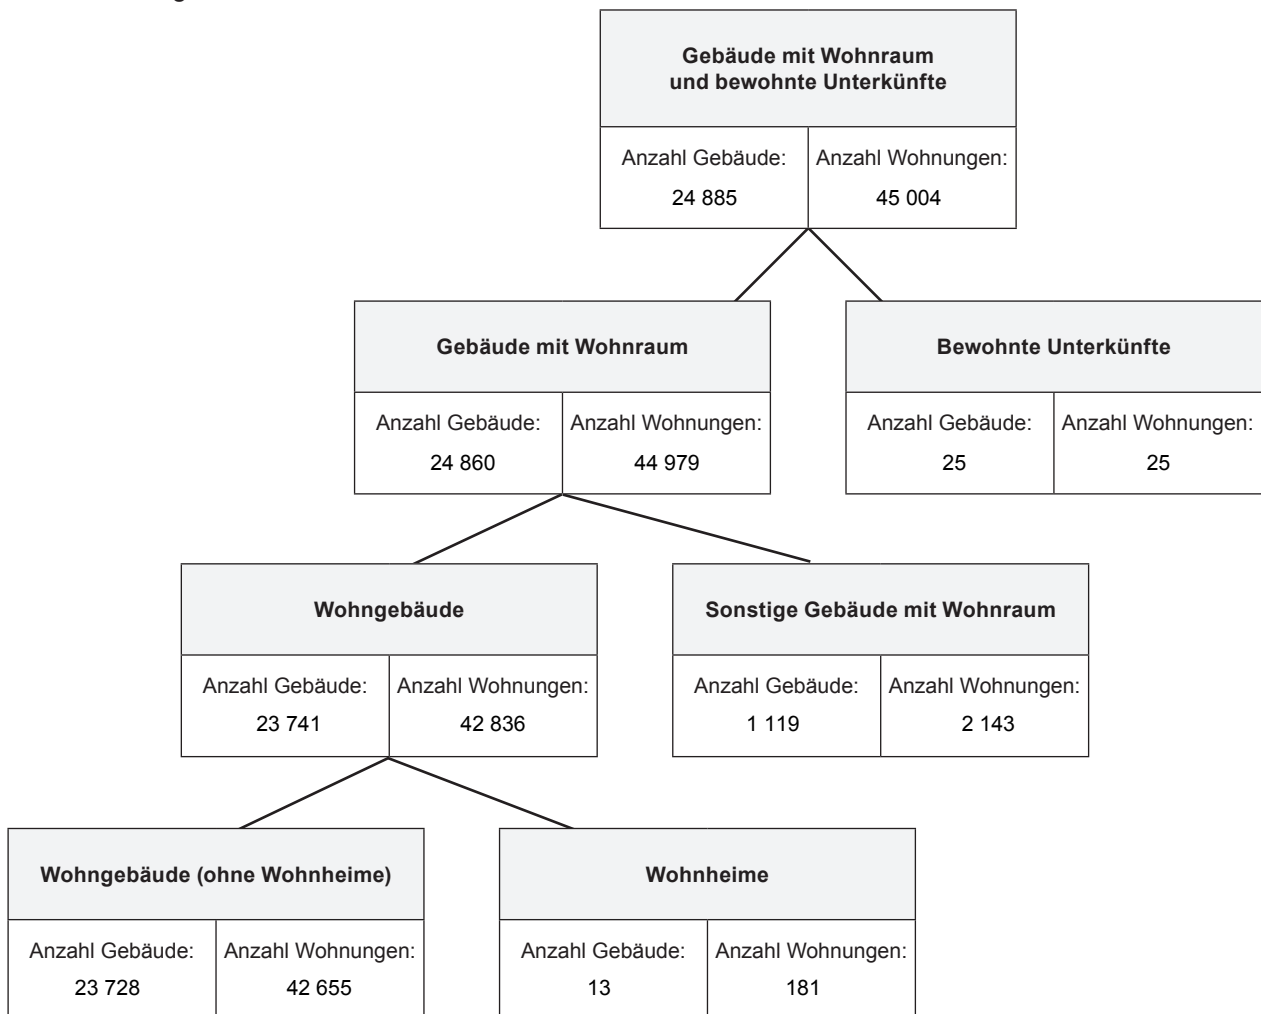 Gebäude mit Wohnraum
und bewohnte Unterkünfte
Anzahl Gebäude: Anzahl Wohnungen:
24 885 45 004
Gebäude mit Wohnraum
Bewohnte Unterkünfte
Anzahl Gebäude: Anzahl Wohnungen:
24 860 44 979
Anzahl Gebäude: Anzahl Wohnungen:
25 25
Wohngebäude
Sonstige Gebäude mit Wohnraum
Anzahl Gebäude: Anzahl Wohnungen:
23 741 42 836
Anzahl Gebäude: Anzahl Wohnungen:
1 119 2 143
Wohngebäude (ohne Wohnheime)
Wohnheime
Anzahl Gebäude: Anzahl Wohnungen:
23 728 42 655
Anzahl Gebäude: Anzahl Wohnungen:
13 181